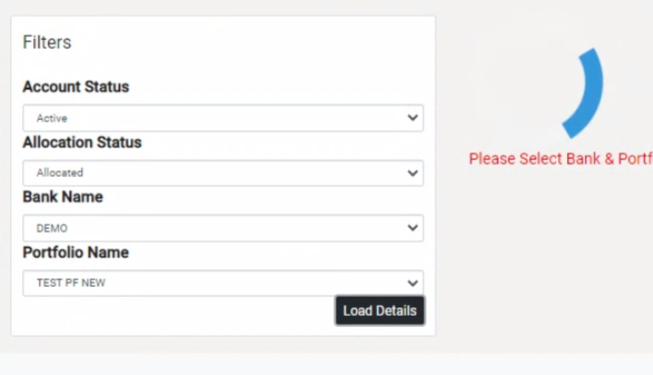 Filters
Account Status
Active
Allocation Status
Allocated
Bank Name
DEMO
Portfolio Name
TEST PF NEW
Load Details
Please Select Bank & Portf